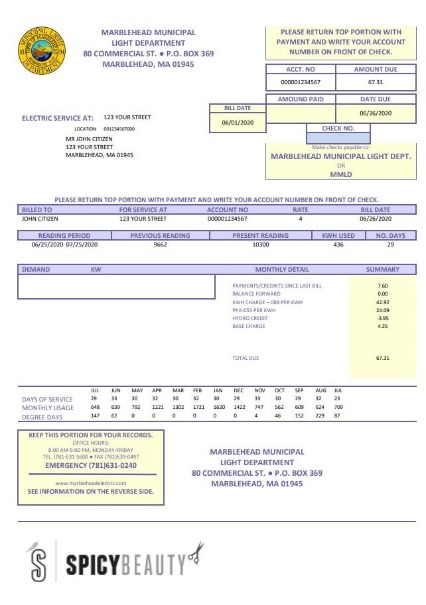 MARBLEHEAD MUNICIPAL
LIGHT DEPARTMENT
80 COMMERCIAL ST. ● P.O. BOX 369
MARBLEHEAD, MA 01945
PLEASE RETURN TOP PORTION WITH
PAYMENT AND WRITE YOUR ACCOUNT
NUMBER ON FRONT OF CHECK.
ACCT. NO AMOUNT DUE
000001234567 67.31
AMOUNT PAID DATE DUE
06/26/2020
BILL DATE
06/01/2020
CHECK NO.
Make checks payable to:
MARBLEHEAD MUNICIPAL LIGHT DEPT.
OR
MMLD
ELECTRIC SERVICE AT: 123 YOUR STREET
LOCATION 001234567000
MR JOHN CITIZEN
123 YOUR STREET
MARBLEHEAD, MA 01945
PLEASE RETURN TOP PORTION WITH PAYMENT AND WRITE YOUR ACCOUNT NUMBER ON FRONT OF CHECK.
BILLED TO FOR SERVICE AT ACCOUNT NO RATE BILL DATE
JOHN CITIZEN 123 YOUR STREET 000001234567 4 06/26/2020
READING PERIOD PREVIOUS READING PRESENT READING KWH USED NO. DAYS
06/25/2020 07/25/2020 9662 10300 436 29
DEMAND KW MONTHLY DETAIL SUMMARY
PAYMENTS/CREDITS SINCE LAST BILL 7.60
BALANCE FORWARD 0.00
KWH CHARGE - 088 PER KWH 42.92
PPA-055 PER KWH 24.09
HYDRO CREDIT -3.95
BASE CHARGE 4.25
TOTAL DUE 67.31
JUL JUN MAY APR MAR FEB JAN DEC NOV OCT SEP AUG JUL
DAYS OF SERVICE 29 33 30 32 30 32 30 32 33 30 29 32 23
MONTHLY USAGE 648 639 792 1221 1302 1721 1620 1422 747 562 609 624 709
DEGREE DAYS 147 62 0 0 0 0 0 0 4 46 152 229 87
KEEP THIS PORTION FOR YOUR RECORDS.
OFFICE HOURS:
8:00 AM-5:00 PM, MONDAY-FRIDAY
TEL (781)-631-5600 ● FAX (781)639-0497
EMERGENCY (781)631-0240
www.marbleheadelectric.com
SEE INFORMATION ON THE REVERSE SIDE.
MARBLEHEAD MUNICIPAL
LIGHT DEPARTMENT
80 COMMERCIAL ST. ● P.O. BOX 369
MARBLEHEAD, MA 01945
SPICYBEAUTY